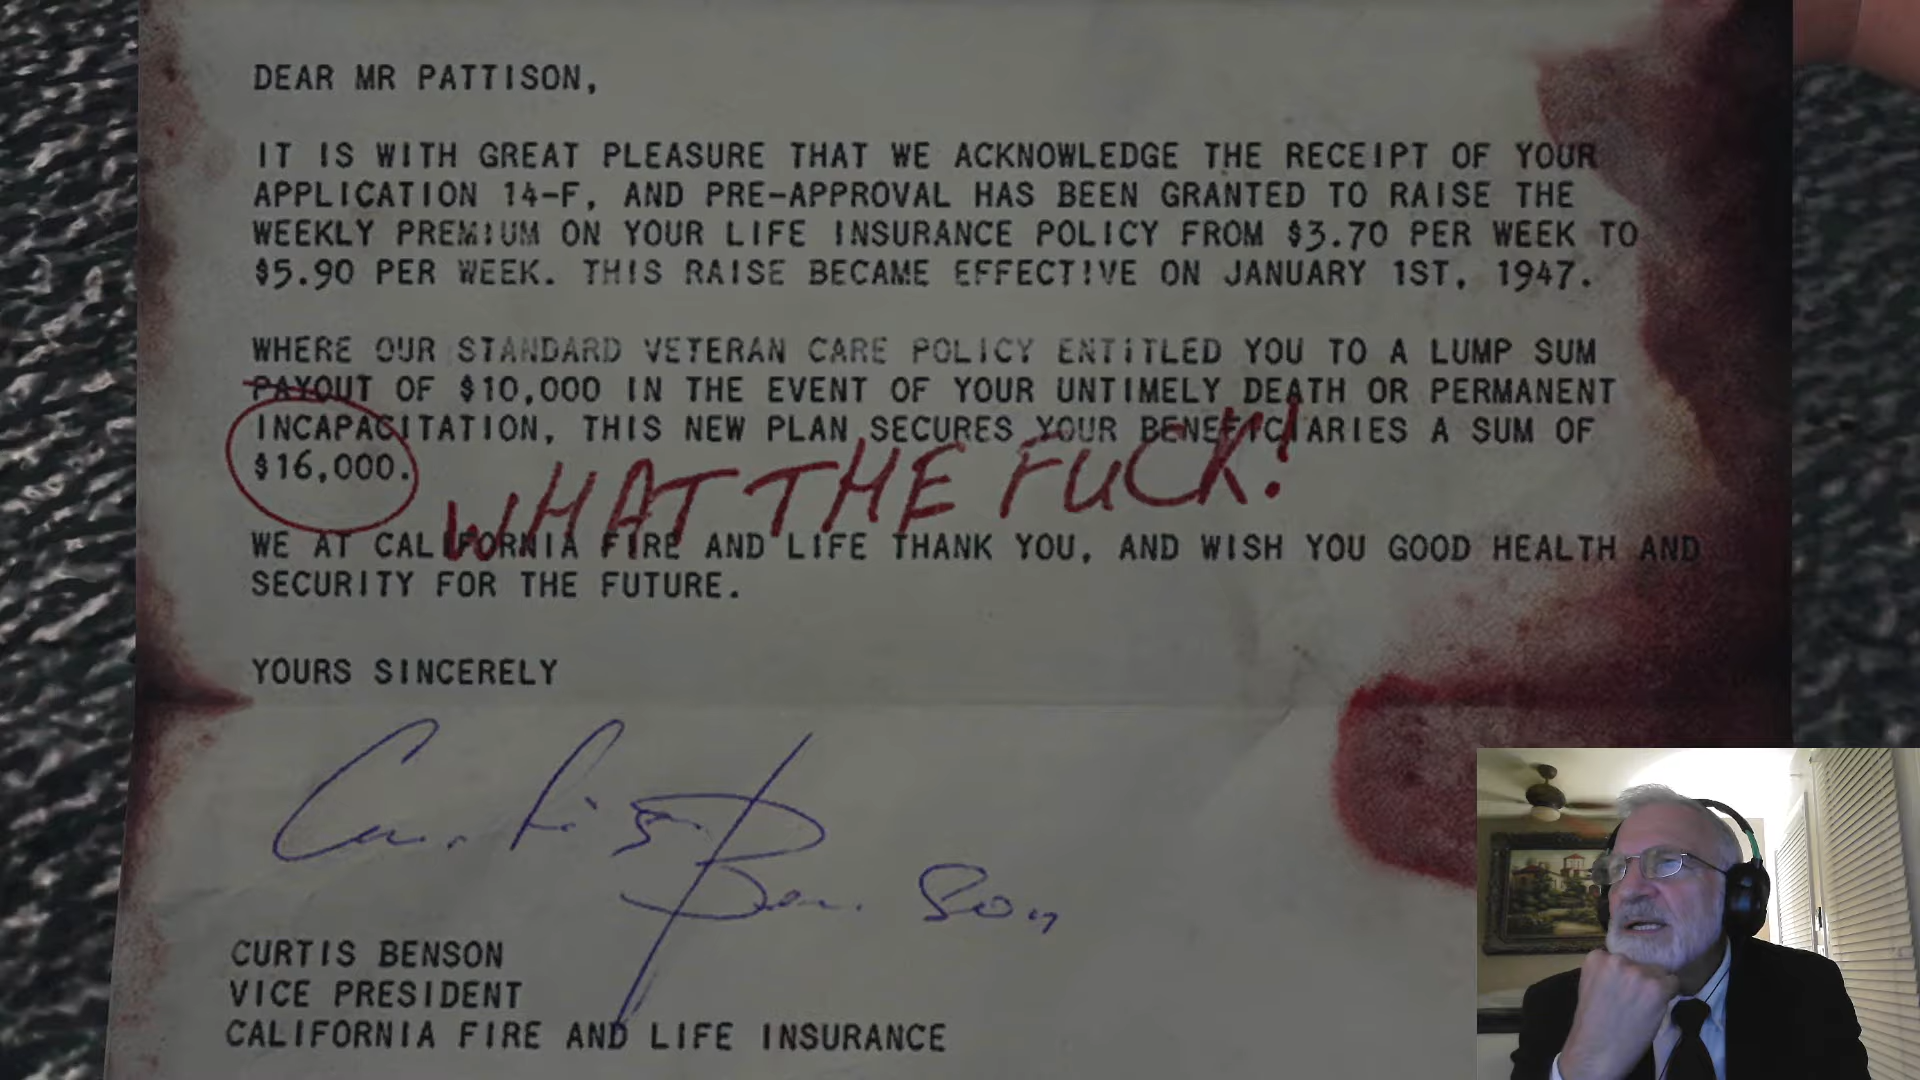 DEAR MR PATTISON,
IT IS WITH GREAT PLEASURE THAT WE ACKNOWLEDGE THE RECEIPT OF YOUR
APPLICATION 14-F, AND PRE-APPROVAL HAS BEEN GRANTED TO RAISE THE
WEEKLY PREMIUM ON YOUR LIFE INSURANCE POLICY FROM $3.70 PER WEEK TO
$5.90 PER WEEK. THIS RAISE BECAME EFFECTIVE ON JANUARY 1ST, 1947.
WHERE OUR STANDARD VETERAN CARE POLICY ENTITLED YOU TO A LUMP SUM
PAYOUT OF $10,000 IN THE EVENT OF YOUR UNTIMELY DEATH OR PERMANENT
INCAPACITATION, THIS NEW PLAN SECURES YOUR BENEFICIARIES A SUM OF
$16,000.
WHAT THE FUCK!
WE AT CALIFORNIA FIRE AND LIFE THANK YOU, AND WISH YOU GOOD HEALTH AND
SECURITY FOR THE FUTURE.
YOURS SINCERELY
Curtis Benson
CURTIS BENSON
VICE PRESIDENT
CALIFORNIA FIRE AND LIFE INSURANCE